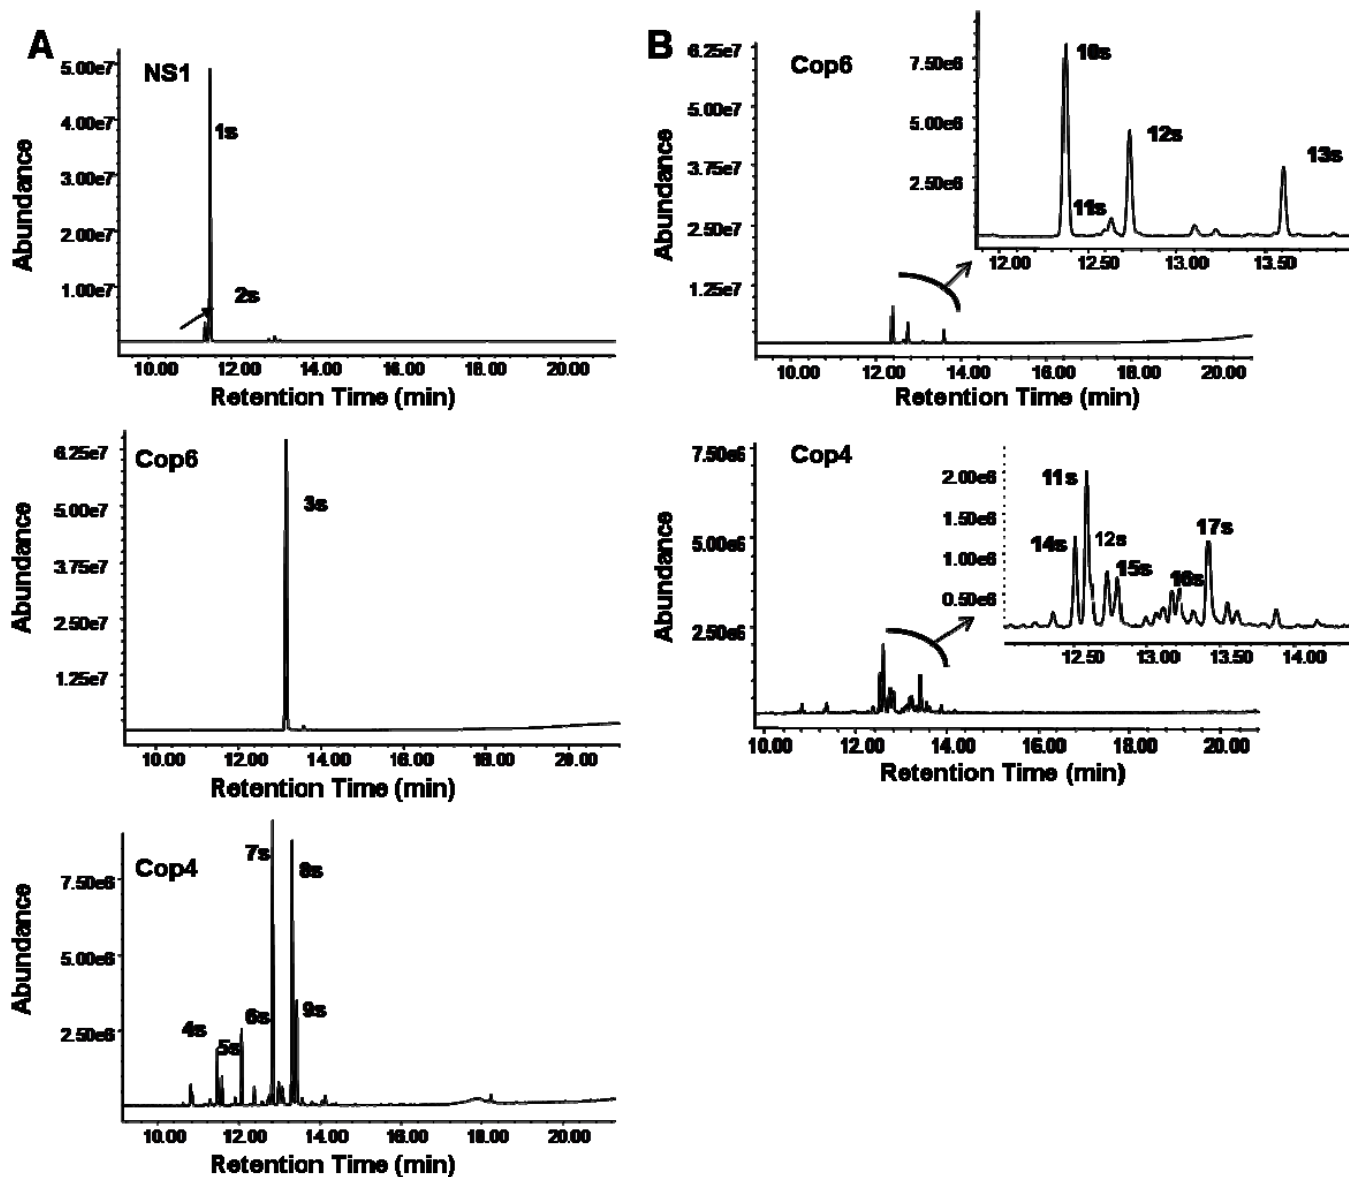 A
NS1
5.00e7
4.00e7
3.00e7
2.00e7
1.00e7
Abundance
1s
2s
10.00 12.00 14.00 16.00 18.00 20.00
Retention Time (min)
Cop6
6.25e7
5.00e7
3.75e7
2.50e7
1.25e7
Abundance
3s
10.00 12.00 14.00 16.00 18.00 20.00
Retention Time (min)
Cop4
7.50e6
5.00e6
2.50e6
Abundance
4s
5s
6s
7s
8s
9s
10.00 12.00 14.00 16.00 18.00 20.00
Retention Time (min)
B
Cop6
6.25e7
5.00e7
3.75e7
2.50e7
1.25e7
Abundance
7.50e6
5.00e6
2.50e6
10s
11s
12s
13s
12.00 12.50 13.00 13.50
10.00 12.00 14.00 16.00 18.00 20.00
Retention Time (min)
Cop4
7.50e6
5.00e6
2.50e6
Abundance
2.00e6
1.50e6
1.00e6
0.50e6
11s
14s
12s
15s
16s
17s
12.50 13.00 13.50 14.00
10.00 12.00 14.00 16.00 18.00 20.00
Retention Time (min)